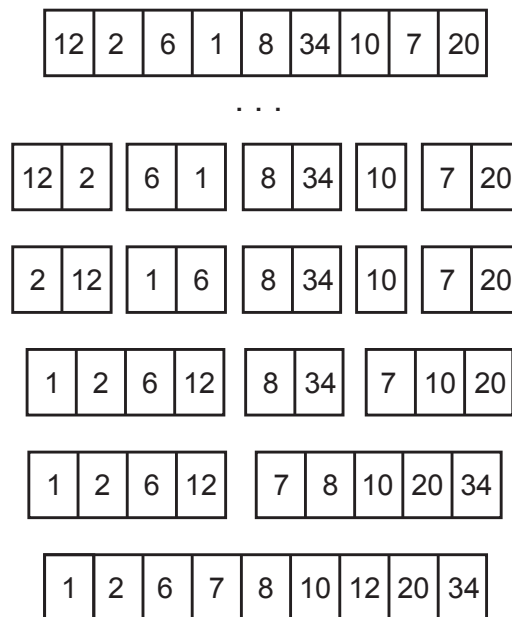 12 2 6 1 8 34 10 7 20
. . .
12 2 6 1 8 34 10 7 20
2 12 1 6 8 34 10 7 20
1 2 6 12 8 34 7 10 20
1 2 6 12 7 8 10 20 34
1 2 6 7 8 10 12 20 34